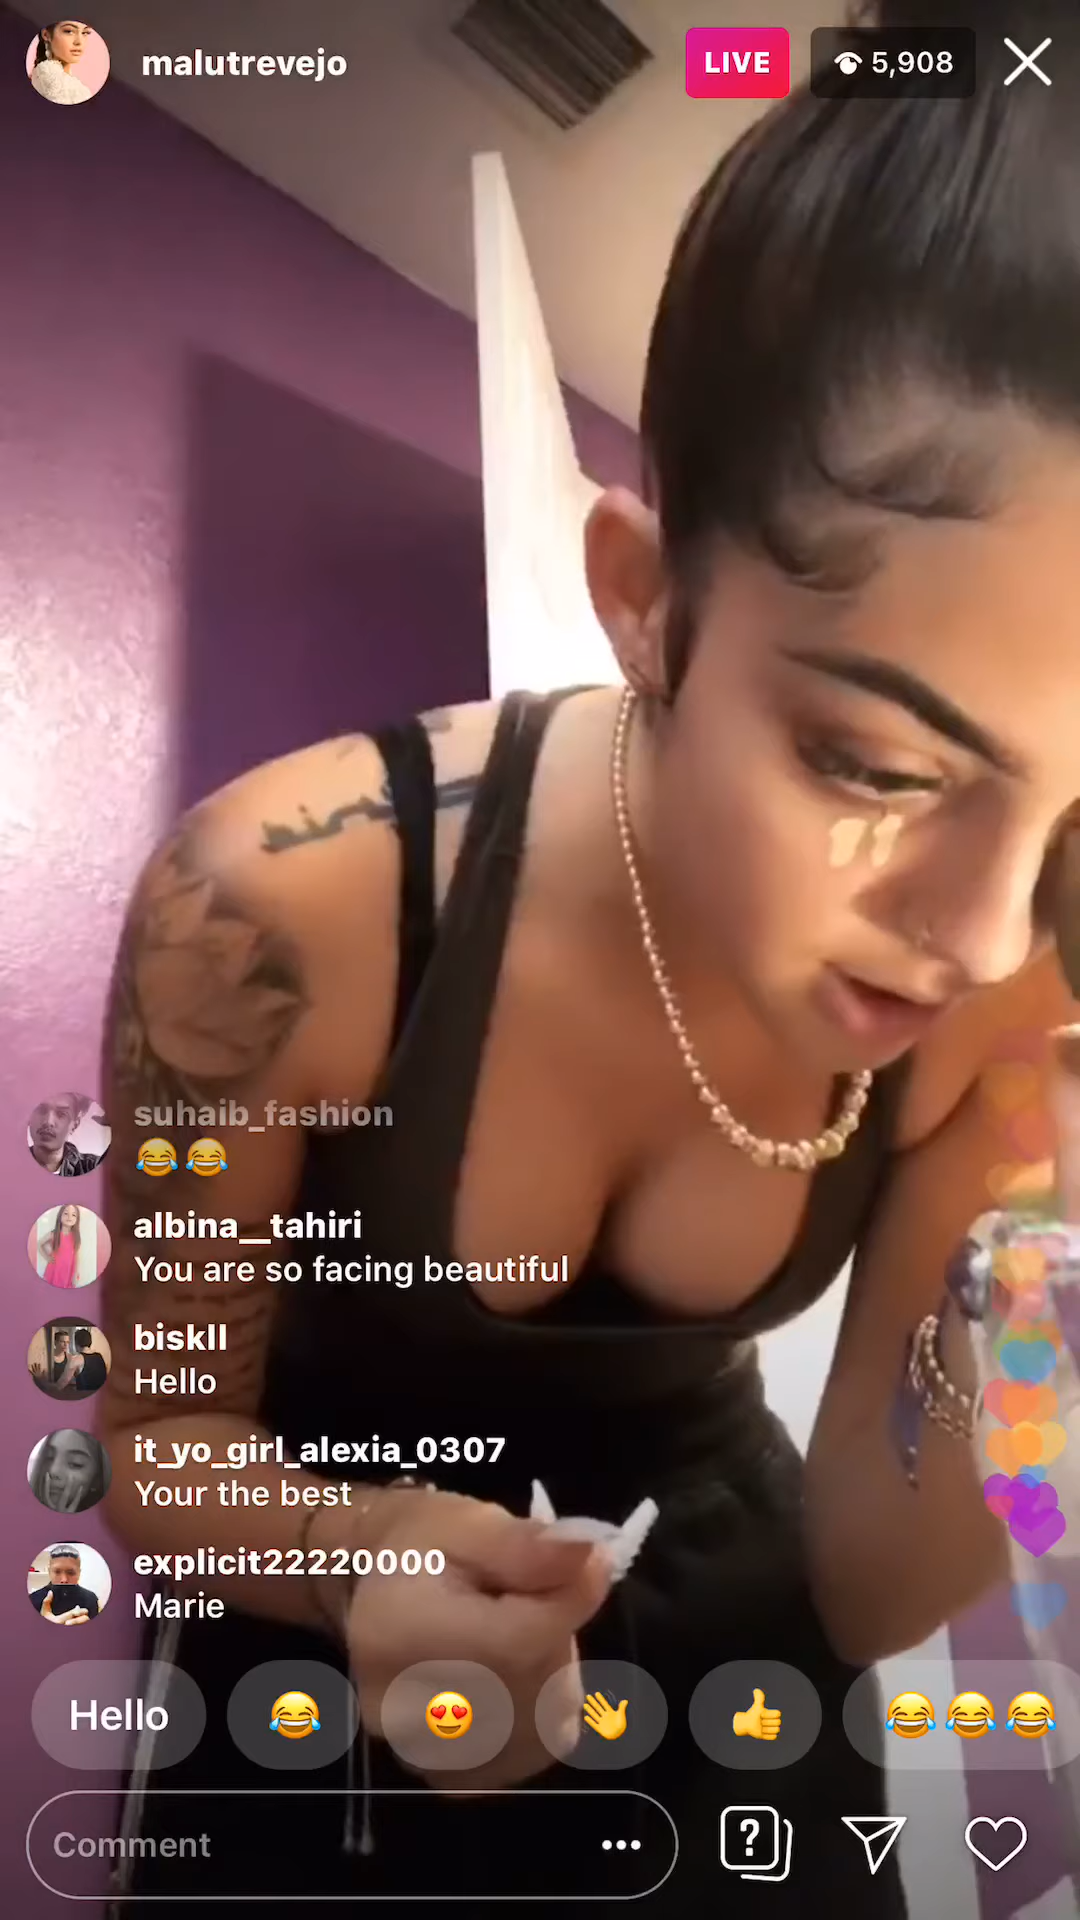 malutrevejo
LIVE
5,908
suhaib_fashion
😂😂
albina__tahiri
You are so facing beautiful
biskll
Hello
it_yo_girl_alexia_0307
Your the best
explicit22220000
Marie
Hello 😂 😍 👋 👍 😂😂😂
Comment